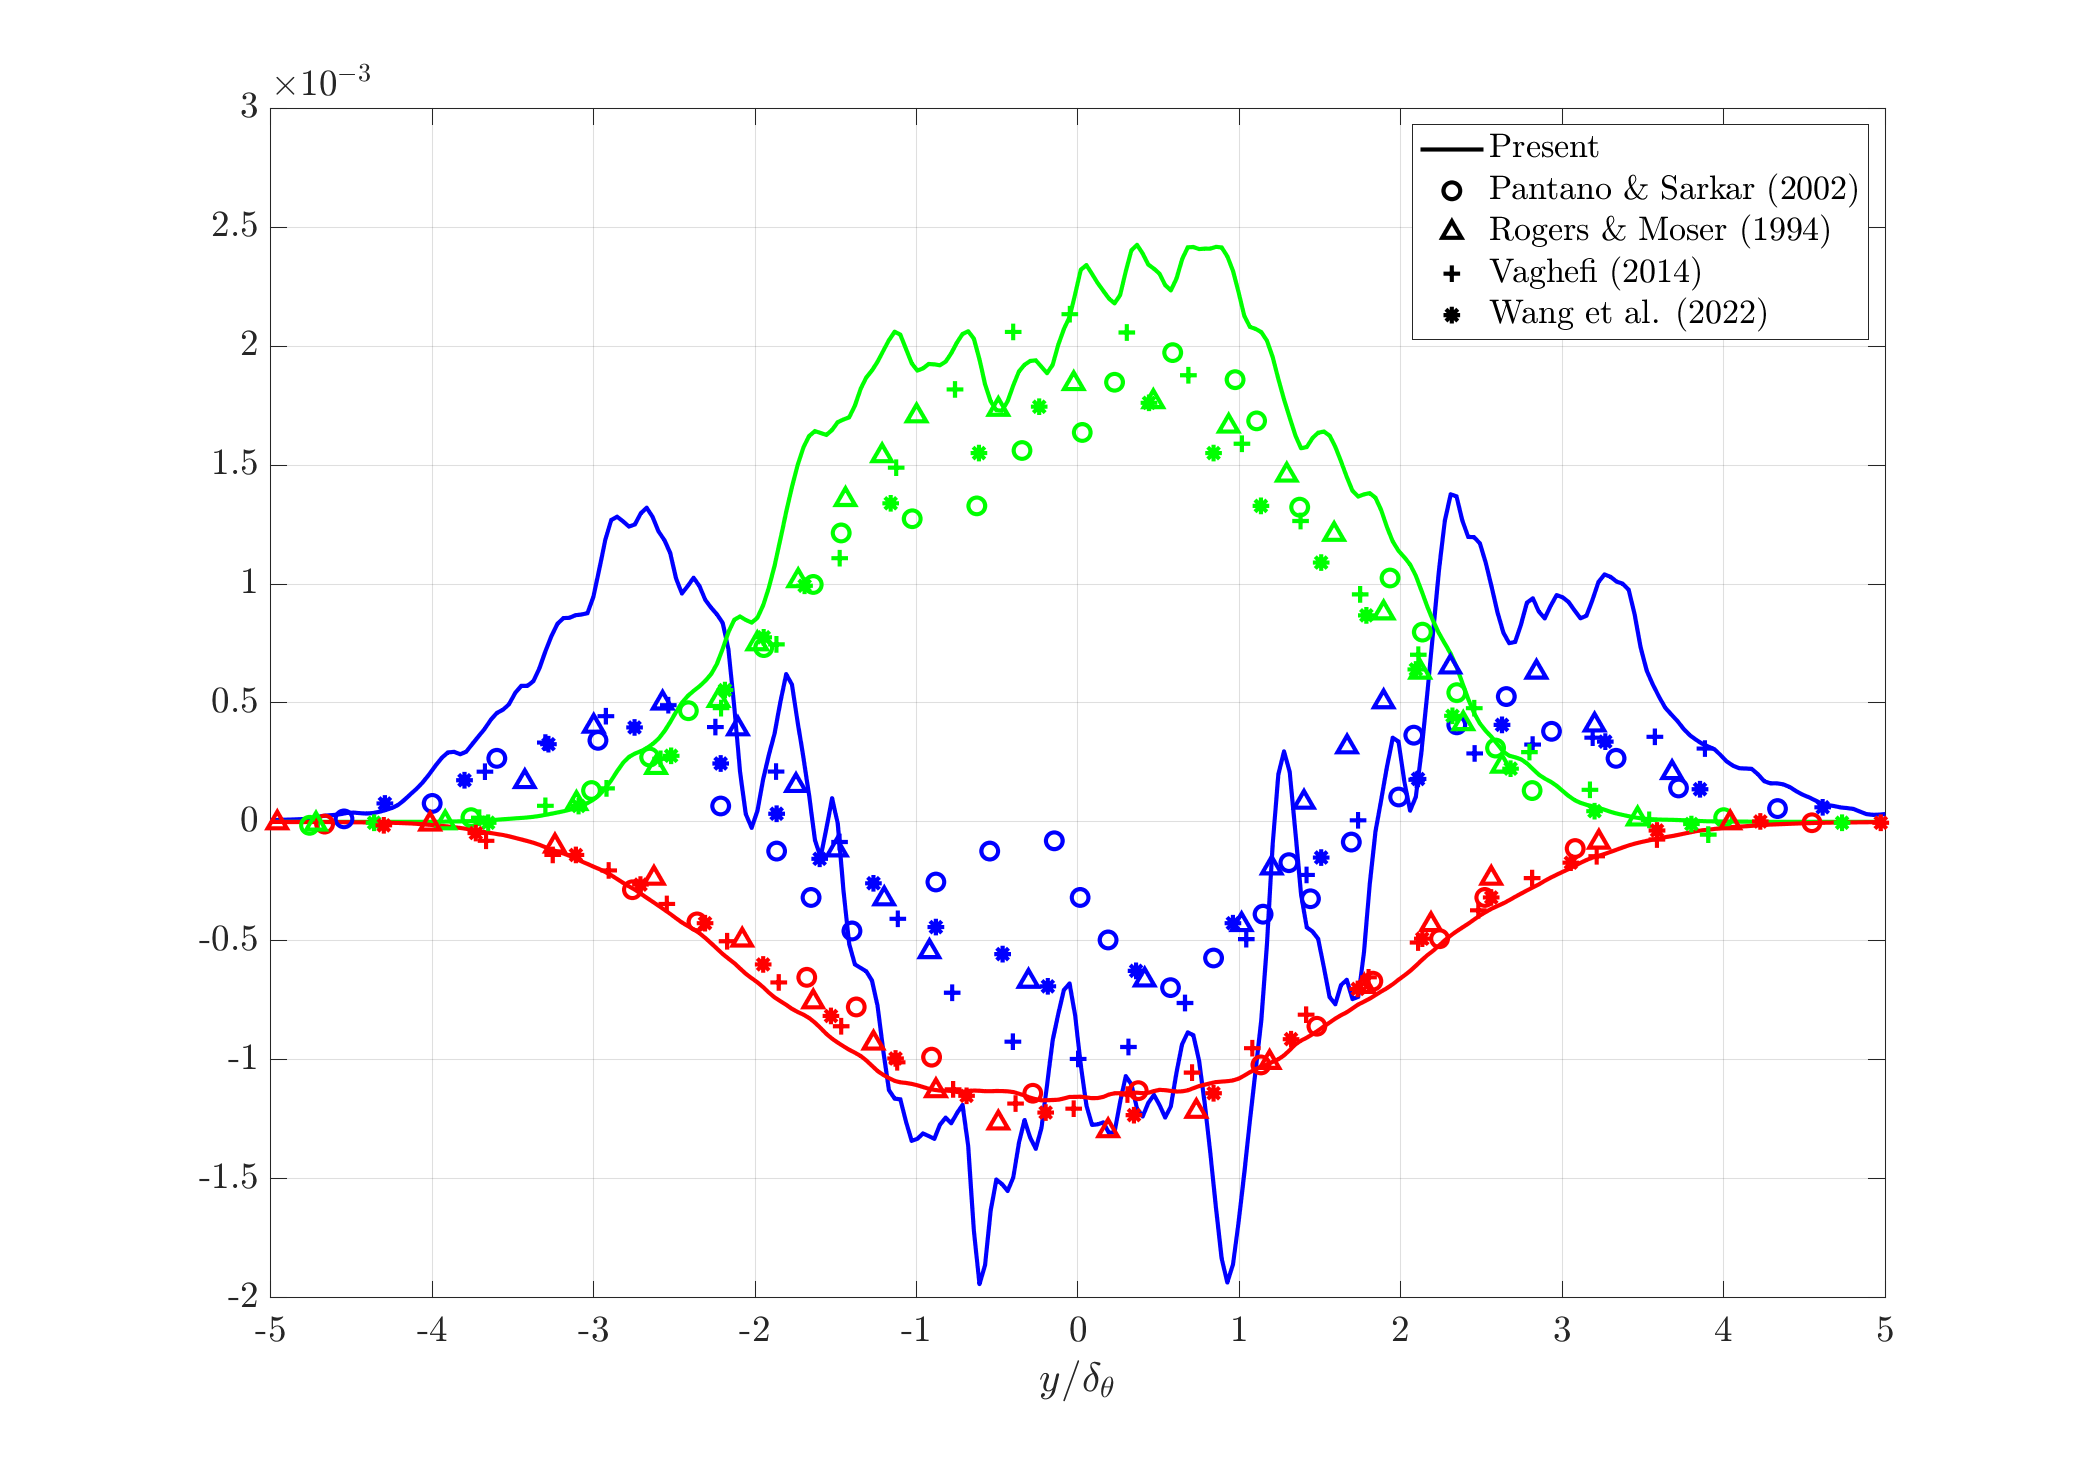 ×10⁻³
3
2.5
2
1.5
1
0.5
0
-0.5
-1
-1.5
-2
-5 -4 -3 -2 -1 0 1 2 3 4 5
y/δ_θ
Present
Pantano & Sarkar (2002)
Rogers & Moser (1994)
Vaghefi (2014)
Wang et al. (2022)